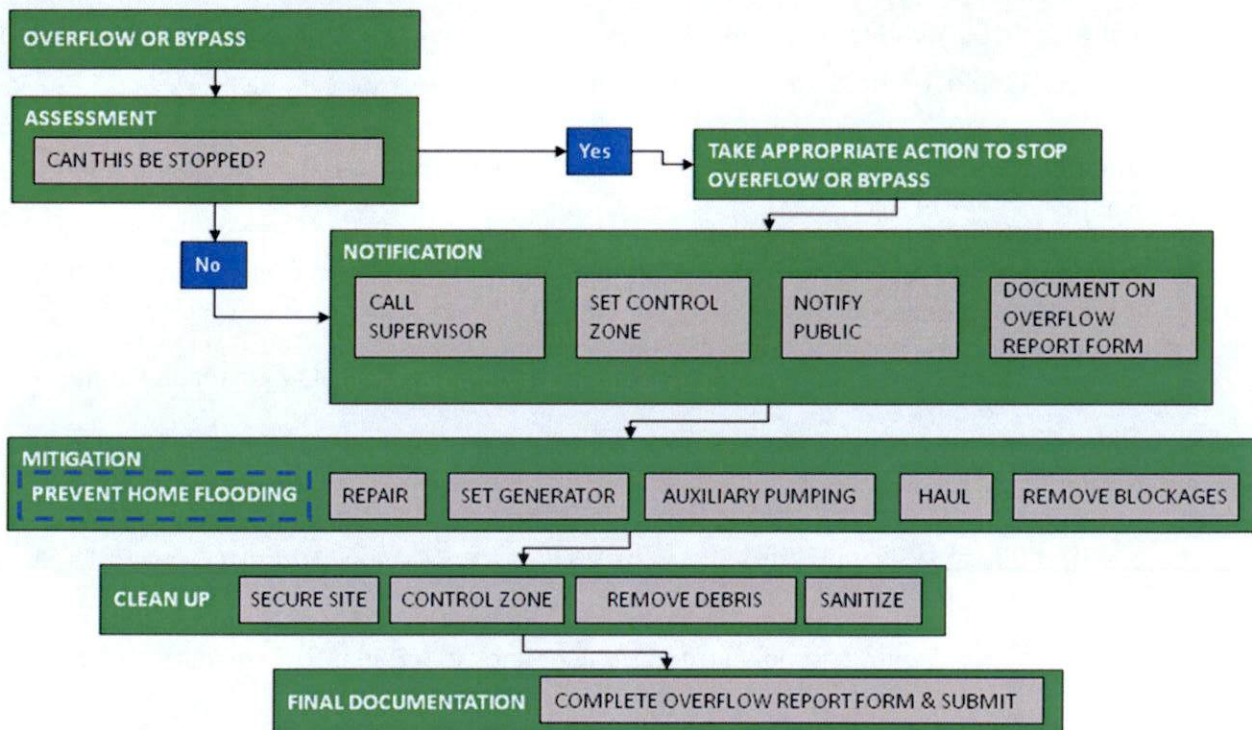 OVERFLOW OR BYPASS
ASSESSMENT
CAN THIS BE STOPPED?
Yes
TAKE APPROPRIATE ACTION TO STOP
OVERFLOW OR BYPASS
No
NOTIFICATION
CALL
SUPERVISOR
SET CONTROL
ZONE
NOTIFY
PUBLIC
DOCUMENT ON
OVERFLOW
REPORT FORM
MITIGATION
PREVENT HOME FLOODING
REPAIR
SET GENERATOR
AUXILIARY PUMPING
HAUL
REMOVE BLOCKAGES
CLEAN UP
SECURE SITE
CONTROL ZONE
REMOVE DEBRIS
SANITIZE
FINAL DOCUMENTATION
COMPLETE OVERFLOW REPORT FORM & SUBMIT